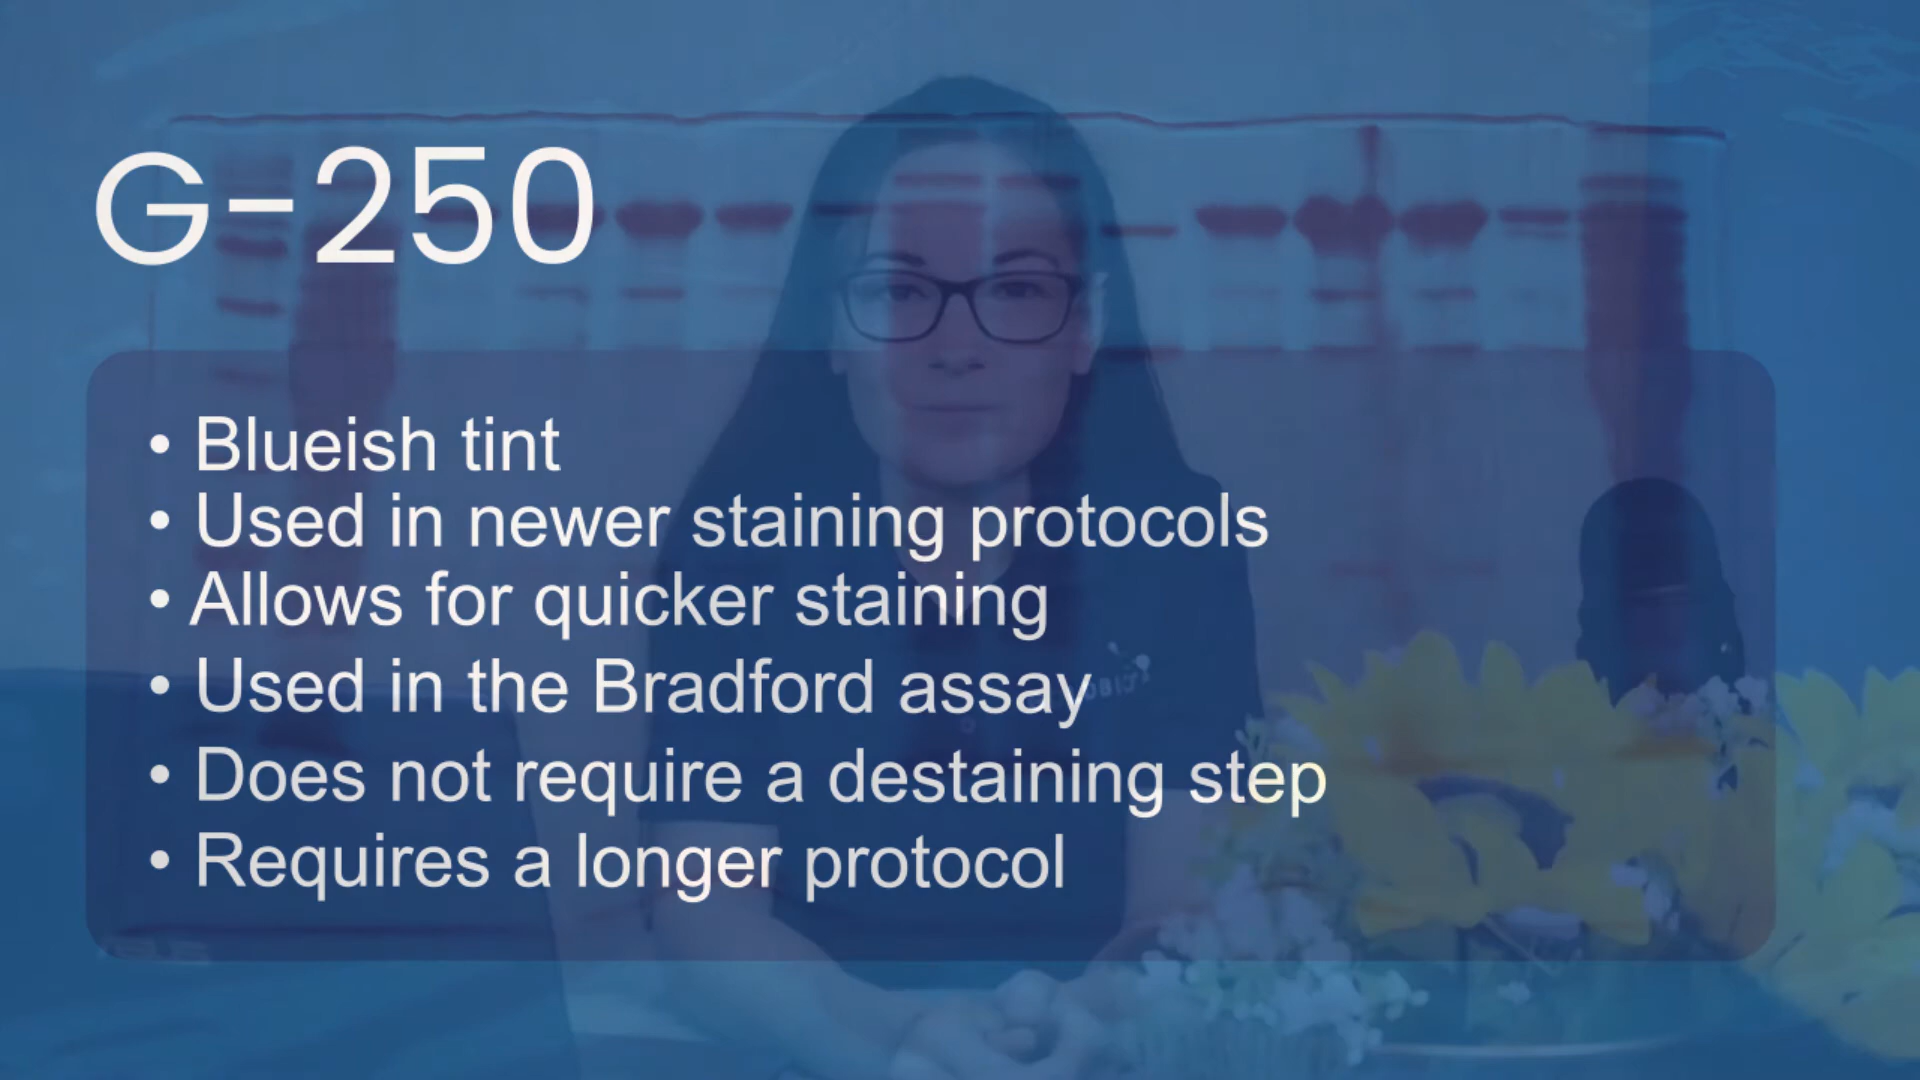 G-250
• Blueish tint
• Used in newer staining protocols
• Allows for quicker staining
• Used in the Bradford assay
• Does not require a destaining step
• Requires a longer protocol